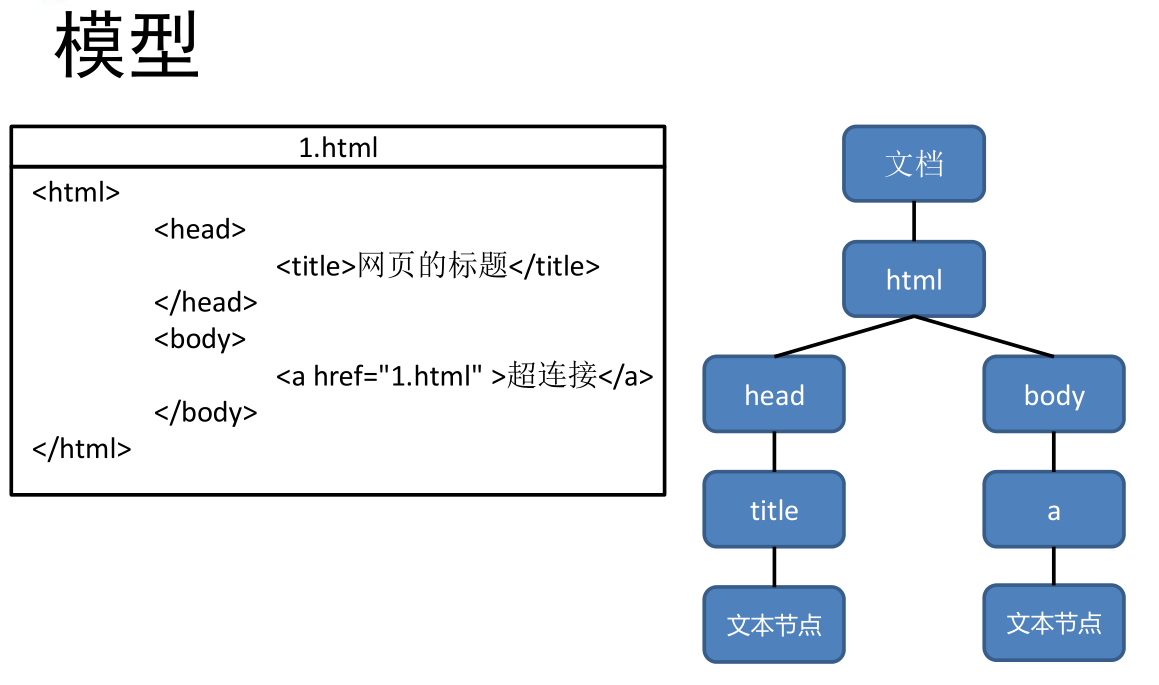 模型
1.html
<html>
<head>
<title>网页的标题</title>
</head>
<body>
<a href="1.html" >超连接</a>
</body>
</html>
文档
html
head
body
title
a
文本节点
文本节点